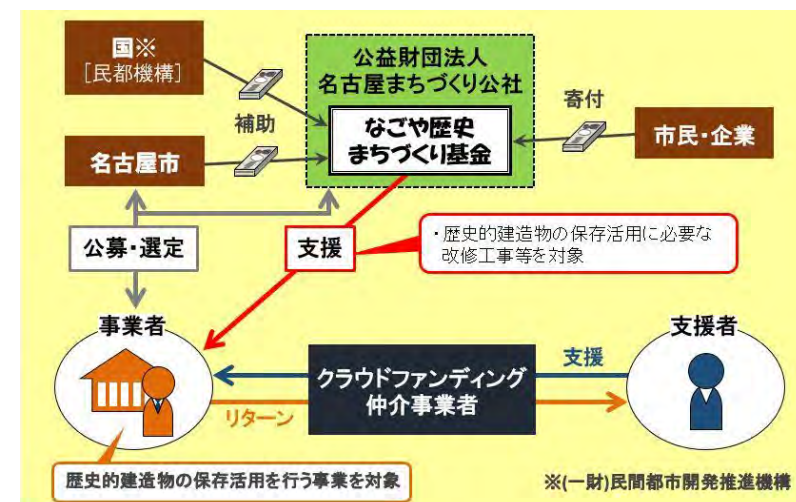 国※
[民都機構]
公益財団法人
名古屋まちづくり公社
なごや歴史
まちづくり基金
補助
寄付
名古屋市
市民・企業
公募・選定
支援
・歴史的建造物の保存活用に必要な
改修工事等を対象
事業者
支援者
クラウドファンディング
仲介事業者
支援
リターン
歴史的建造物の保存活用を行う事業を対象
※(一財)民間都市開発推進機構